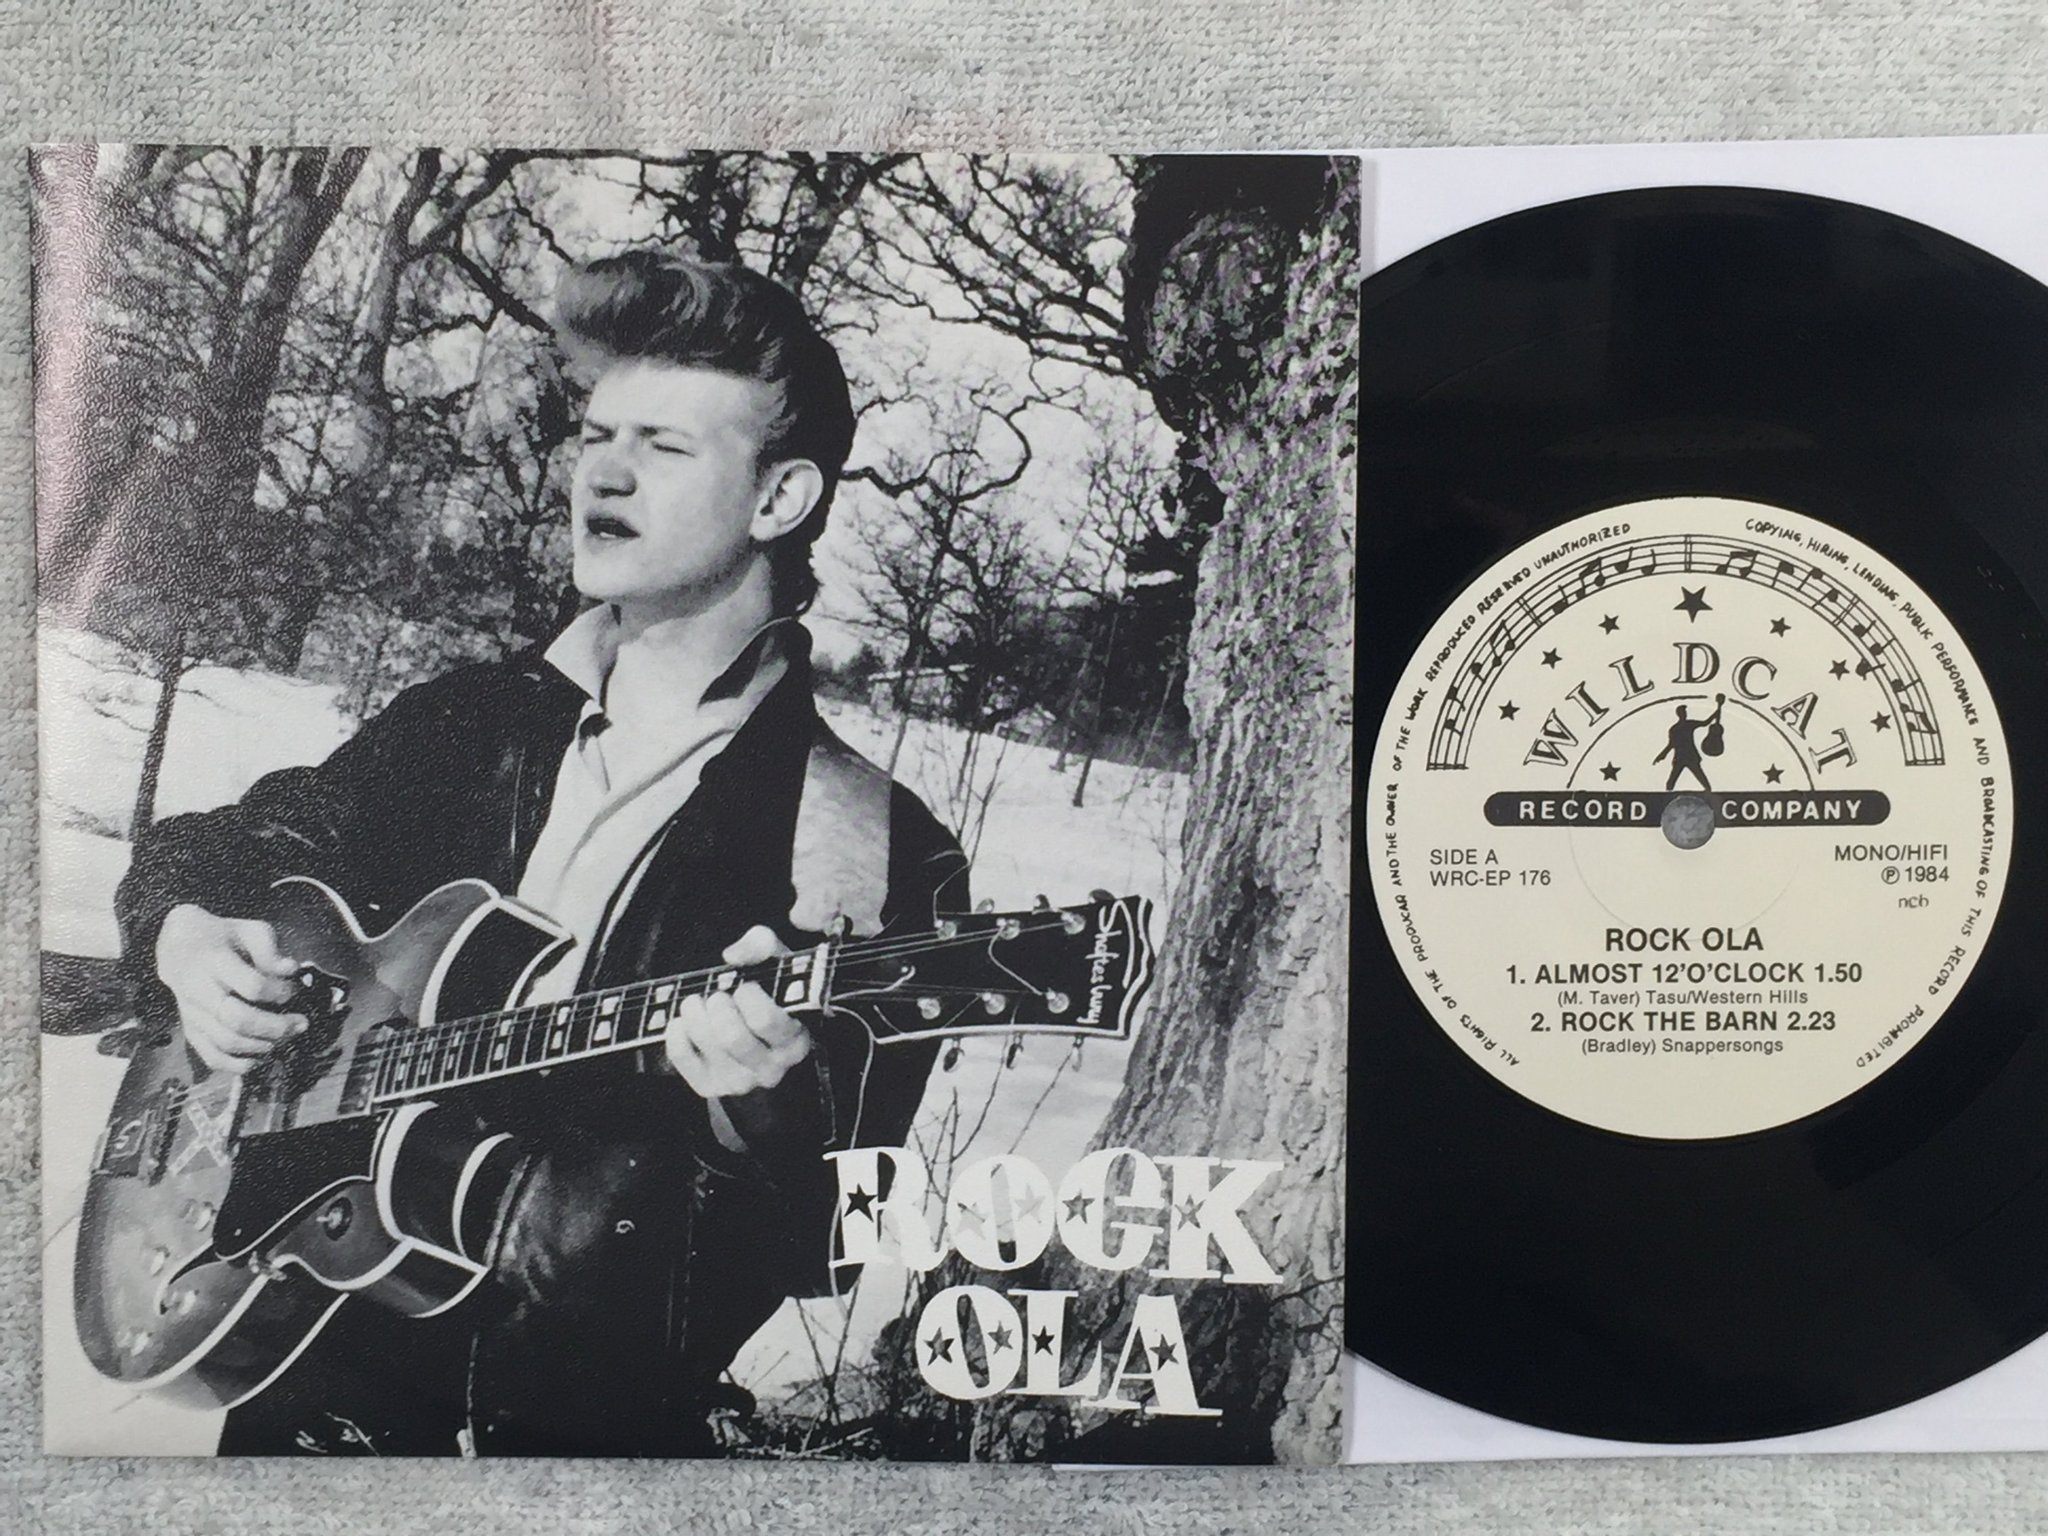 Shaftesbury
ROCK
OLA
ALL RIGHTS OF THE PRODUCAR AND THE OWNER OF THE WORK REPRODUCED RESERVED UNAUTHORIZED COPYING, HIRING, LENDING, PUBLIC PERFORMANCE AND BROADCASTING OF THIS RECORD PROHIBITED
WILDCAT
RECORD COMPANY
SIDE A
WRC-EP 176
MONO/HIFI
Ⓟ 1984
ncb
ROCK OLA
1. ALMOST 12'O'CLOCK 1.50
(M. Taver) Tasu/Western Hills
2. ROCK THE BARN 2.23
(Bradley) Snappersongs